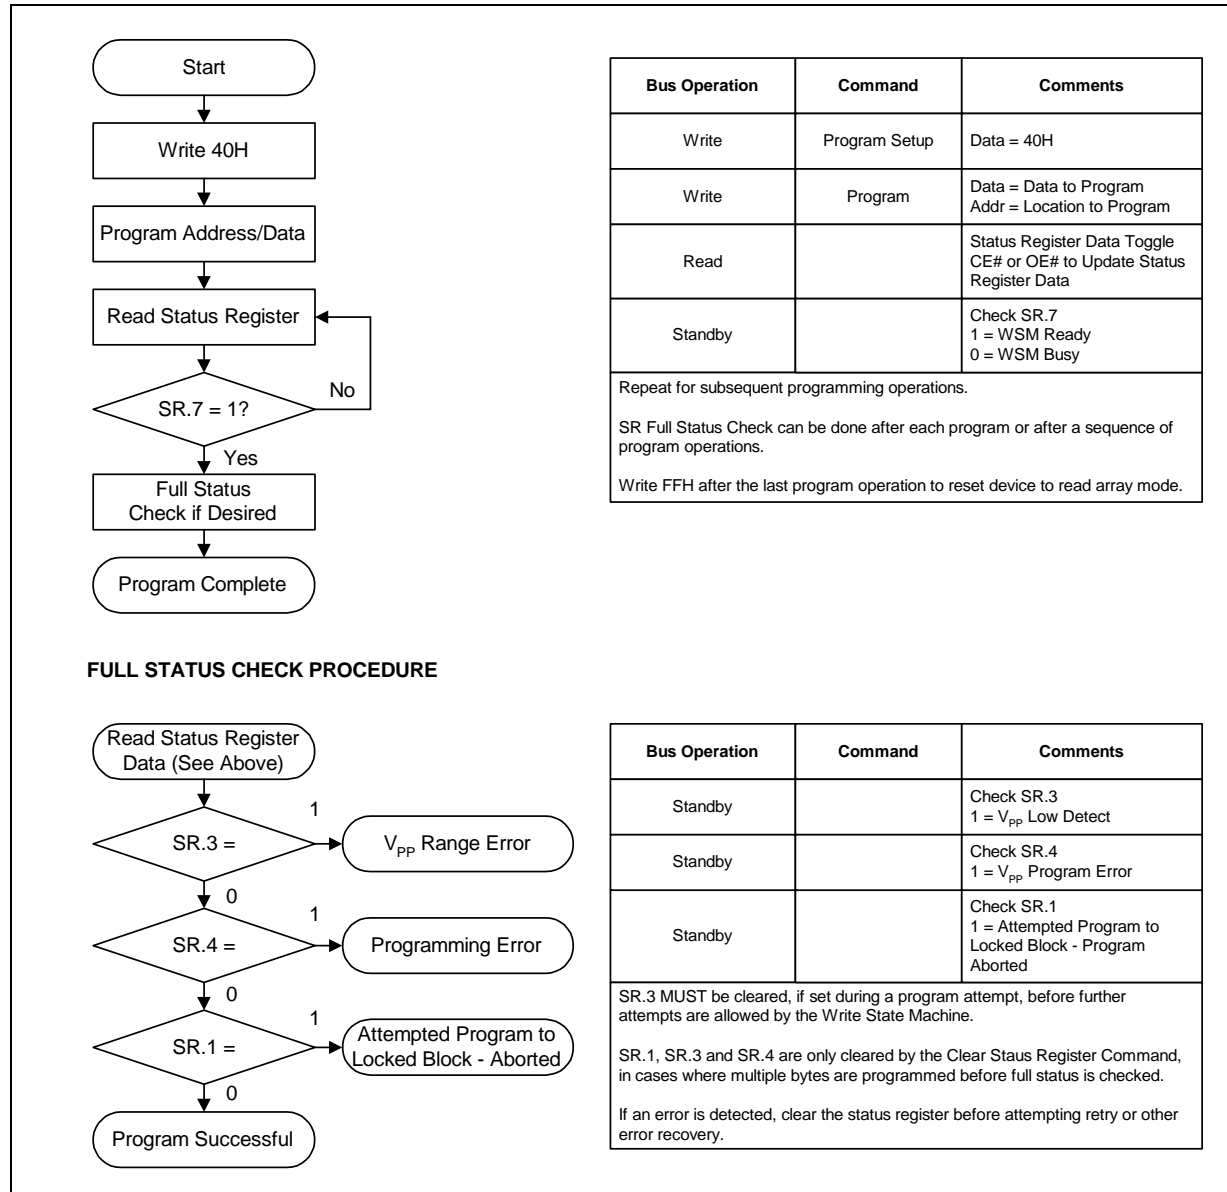 Start
Write 40H
Program Address/Data
Read Status Register
No
SR.7 = 1?
Yes
Full Status
Check if Desired
Program Complete
Bus Operation Command Comments
Write Program Setup Data = 40H
Write Program Data = Data to Program
Addr = Location to Program
Read Status Register Data Toggle
CE# or OE# to Update Status
Register Data
Standby Check SR.7
1 = WSM Ready
0 = WSM Busy
Repeat for subsequent programming operations.
SR Full Status Check can be done after each program or after a sequence of
program operations.
Write FFH after the last program operation to reset device to read array mode.
FULL STATUS CHECK PROCEDURE
Read Status Register
Data (See Above)
1
SR.3 =
VPP Range Error
0
1
SR.4 =
Programming Error
0
1
SR.1 =
Attempted Program to
Locked Block - Aborted
0
Program Successful
Bus Operation Command Comments
Standby Check SR.3
1 = VPP Low Detect
Standby Check SR.4
1 = VPP Program Error
Standby Check SR.1
1 = Attempted Program to
Locked Block - Program
Aborted
SR.3 MUST be cleared, if set during a program attempt, before further
attempts are allowed by the Write State Machine.
SR.1, SR.3 and SR.4 are only cleared by the Clear Staus Register Command,
in cases where multiple bytes are programmed before full status is checked.
If an error is detected, clear the status register before attempting retry or other
error recovery.